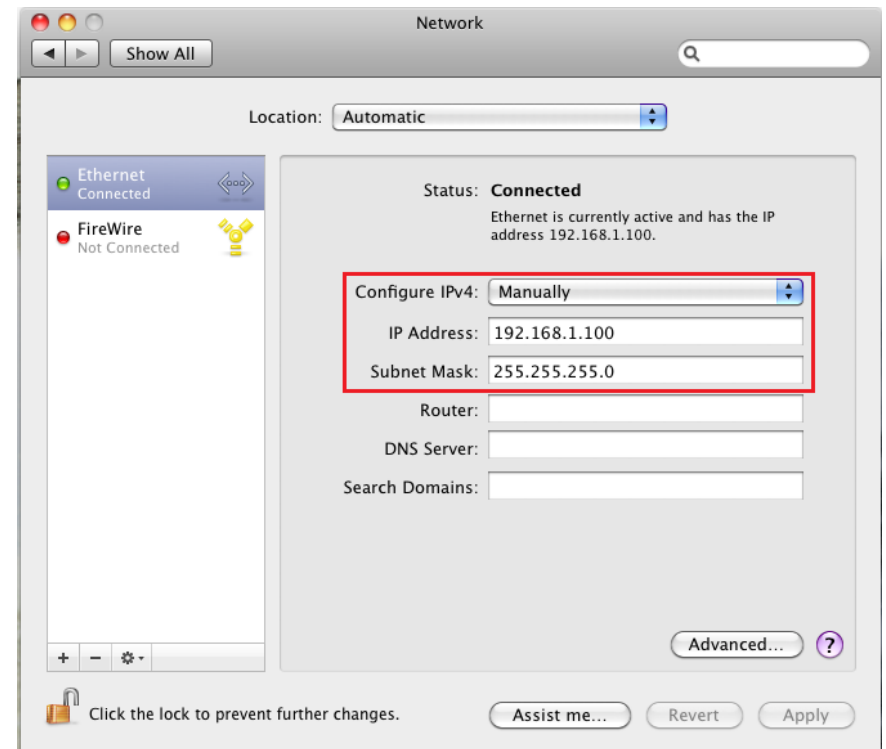 Network
Show All
Location: Automatic
Ethernet
Connected
FireWire
Not Connected
Status: Connected
Ethernet is currently active and has the IP
address 192.168.1.100.
Configure IPv4: Manually
IP Address: 192.168.1.100
Subnet Mask: 255.255.255.0
Router:
DNS Server:
Search Domains:
Advanced...
?
Click the lock to prevent further changes.
Assist me...
Revert
Apply